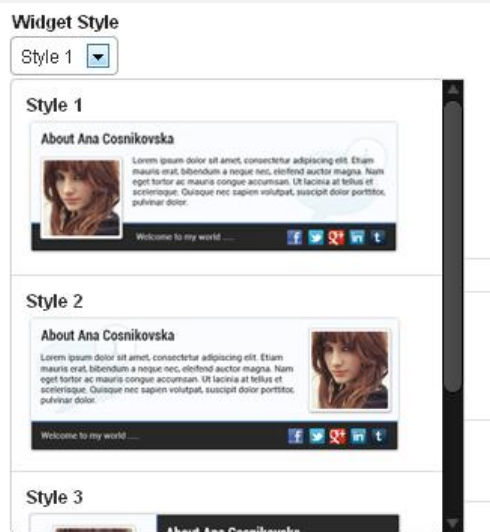 Widget Style
Style 1
Style 1
About Ana Cosnikovska
Lorem ipsum dolor sit amet, consectetur adipiscing elit. Etiam
mauris erat, bibendum a neque nec, eleifend auctor magna. Nam
eget tortor ac mauris congue accumsan. Ut lacinia at tellus et
scelerisque. Quisque nec sapien volutpat, suscipit dolor porttitor,
pulvinar dolor.
Welcome to my world .....
f g+ in t
Style 2
About Ana Cosnikovska
Lorem ipsum dolor sit amet, consectetur adipiscing elit. Etiam
mauris erat, bibendum a neque nec, eleifend auctor magna. Nam
eget tortor ac mauris congue accumsan. Ut lacinia at tellus et
scelerisque. Quisque nec sapien volutpat, suscipit dolor porttitor,
pulvinar dolor.
Welcome to my world .....
f g+ in t
Style 3
About Ana Cosnikovska